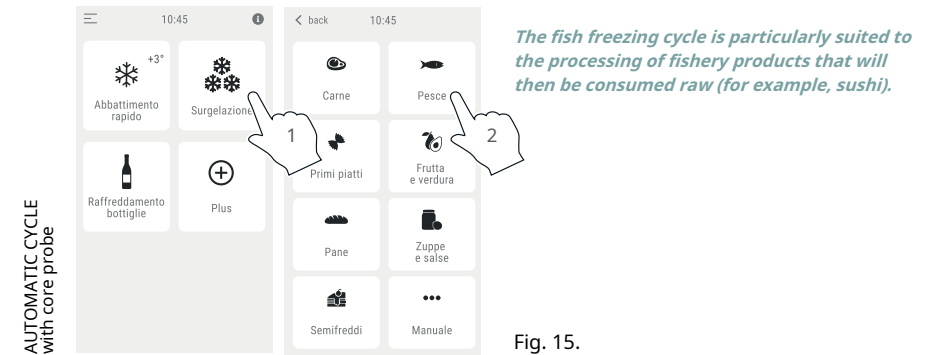 10:45
+3°
Abbattimento
rapido
Surgelazione
1
Raffreddamento
bottiglie
Plus
back 10:45
Carne
Pesce
2
Primi piatti
Frutta
e verdura
Pane
Zuppe
e salse
Semifreddi
Manuale
The fish freezing cycle is particularly suited to
the processing of fishery products that will
then be consumed raw (for example, sushi).
AUTOMATIC CYCLE
with core probe
Fig. 15.